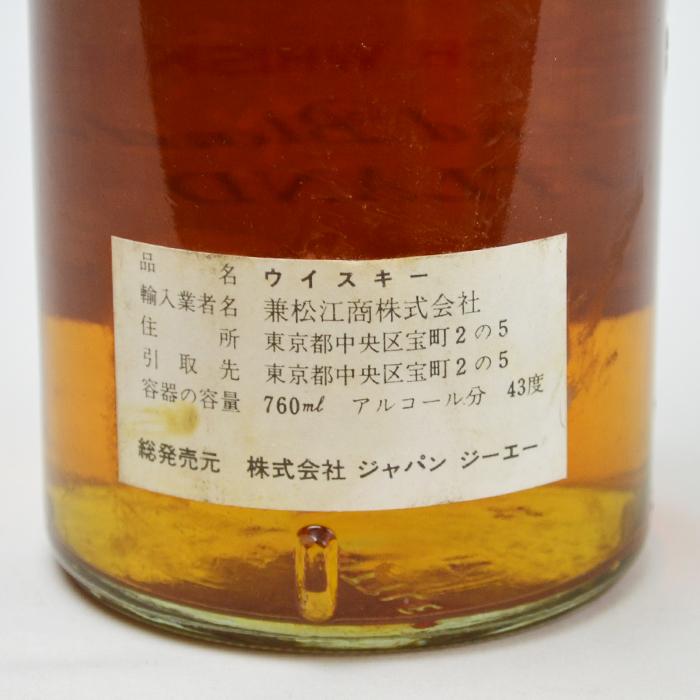 品名 ウイスキー
輸入業者名 兼松江商株式会社
住所 東京都中央区宝町2の5
引取先 東京都中央区宝町2の5
容器の容量 760ml アルコール分 43度
総発売元 株式会社 ジャパン ジーエー